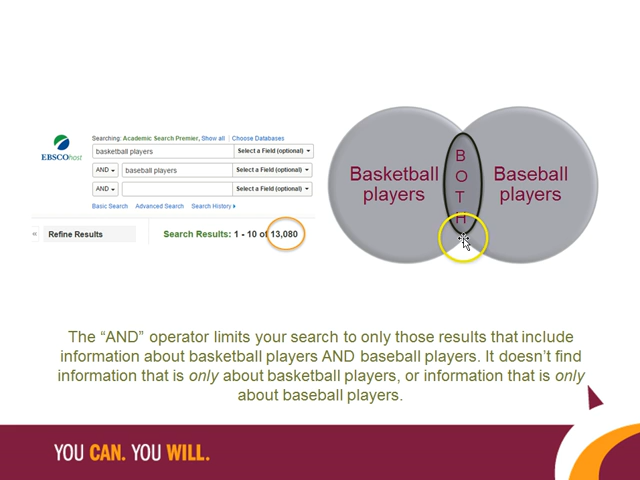 Searching: Academic Search Premier, Show all | Choose Databases
basketball players Select a Field (optional)
AND baseball players Select a Field (optional)
AND Select a Field (optional)
Basic Search Advanced Search Search History
« Refine Results Search Results: 1 - 10 of 13,080
EBSCOhost
Basketball players
BOTH
Baseball players
The “AND” operator limits your search to only those results that include
information about basketball players AND baseball players. It doesn’t find
information that is only about basketball players, or information that is only
about baseball players.
YOU CAN. YOU WILL.